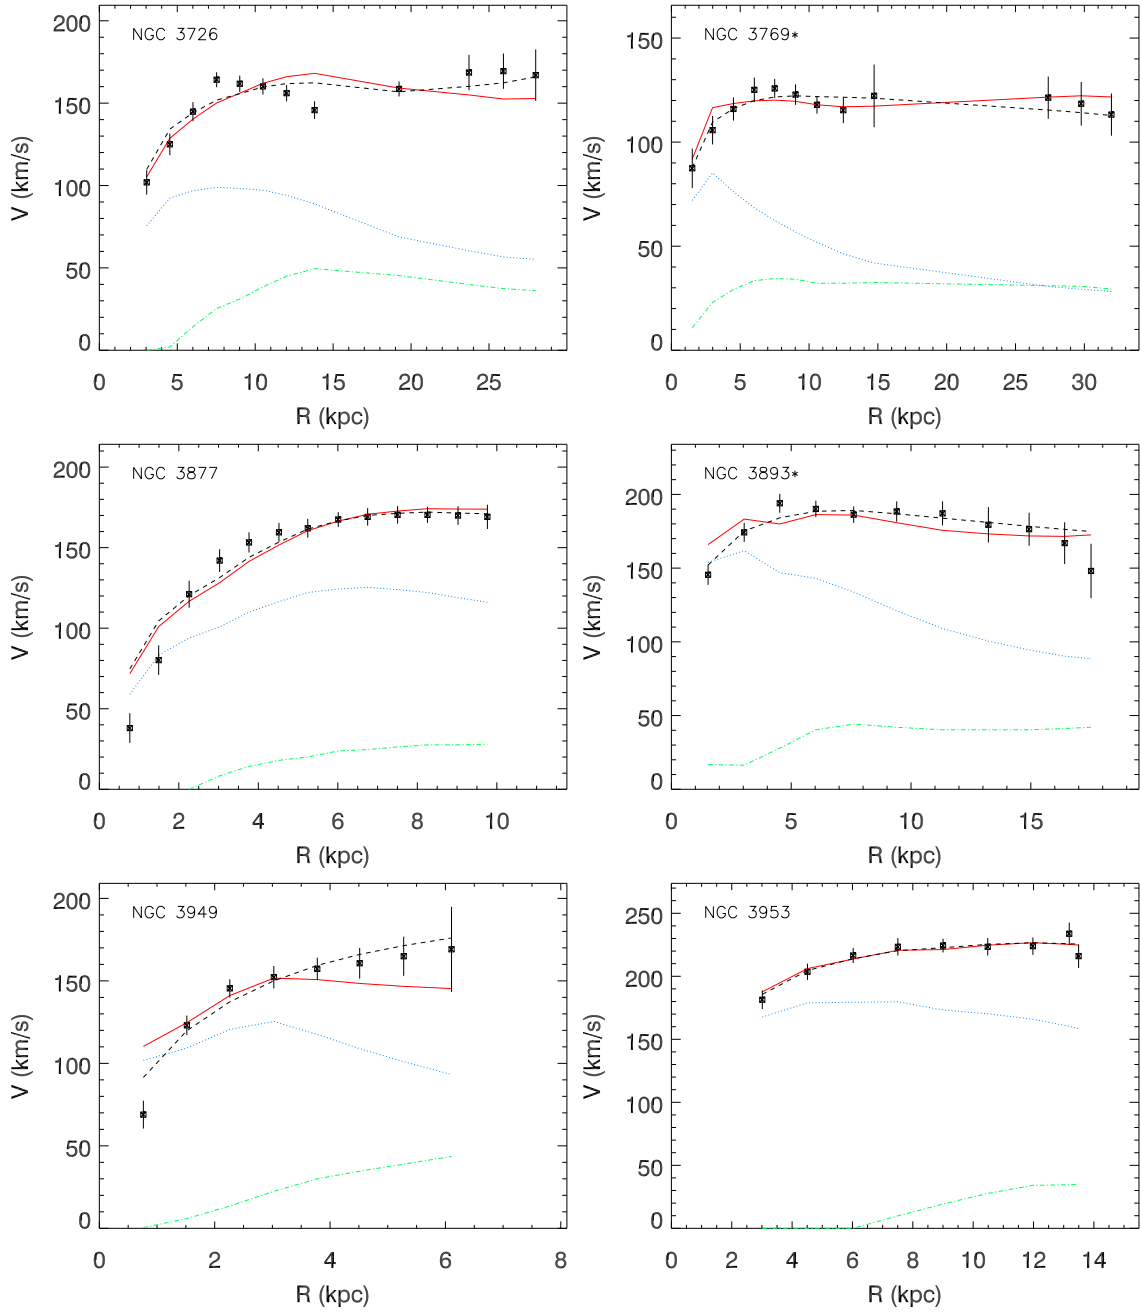 NGC 3726
200
150
100
50
0
V (km/s)
0 5 10 15 20 25
R (kpc)
NGC 3769*
150
100
50
0
V (km/s)
0 5 10 15 20 25 30
R (kpc)
NGC 3877
200
150
100
50
0
V (km/s)
0 2 4 6 8 10
R (kpc)
NGC 3893*
200
150
100
50
0
V (km/s)
0 5 10 15
R (kpc)
NGC 3949
200
150
100
50
0
V (km/s)
0 2 4 6 8
R (kpc)
NGC 3953
250
200
150
100
50
0
V (km/s)
0 2 4 6 8 10 12 14
R (kpc)